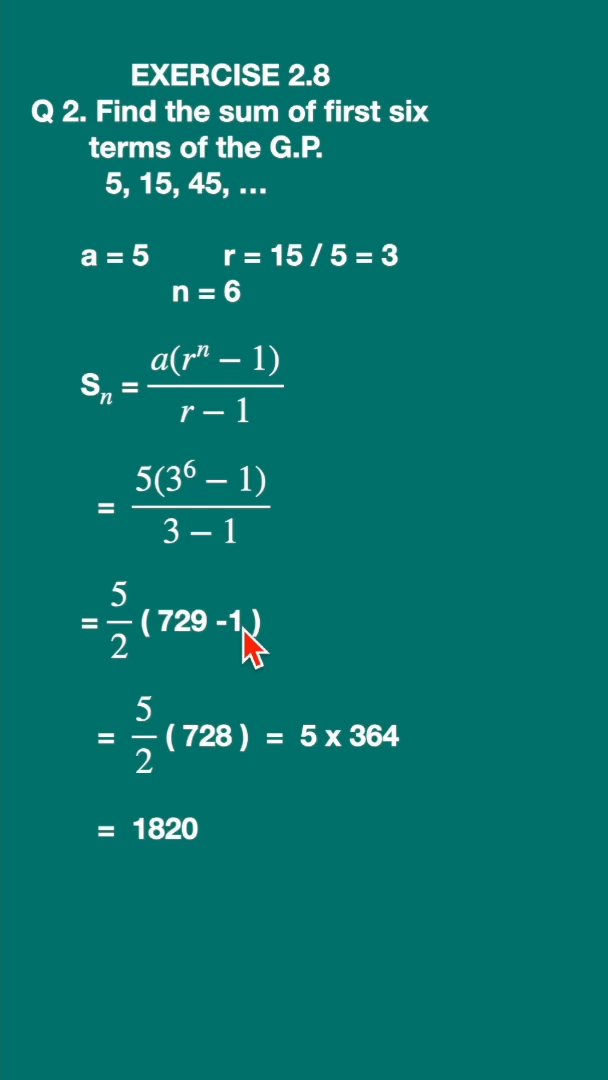 EXERCISE 2.8
Q 2. Find the sum of first six
terms of the G.P.
5, 15, 45, ...
a = 5 r = 15 / 5 = 3
n = 6
Sₙ = a(rⁿ – 1) / r – 1
= 5(3⁶ – 1) / 3 – 1
= 5/2 ( 729 -1 )
= 5/2 ( 728 ) = 5 x 364
= 1820